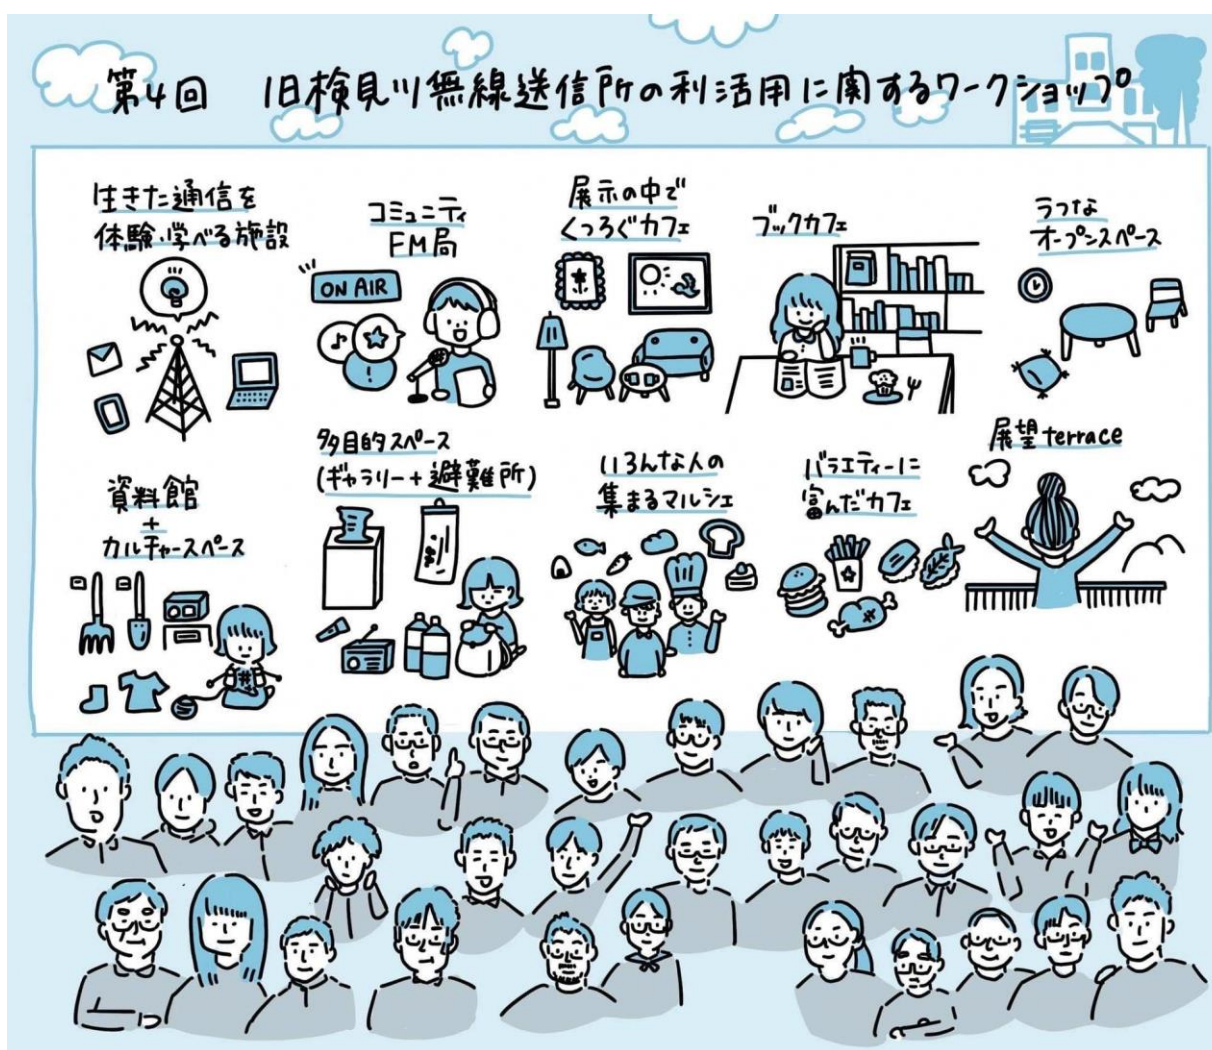 第4回 旧検見川無線送信所の利活用に関するワークショップ
生きた通信を
体験・学べる施設
コミュニティ
FM局
ON AIR
展示の中で
くつろぐカフェ
ブックカフェ
ラフな
オープンスペース
資料館
+
カルチャースペース
多目的スペース
(ギャラリー+避難所)
いろんな人の
集まるマルシェ
バラエティーに
富んだカフェ
展望terrace